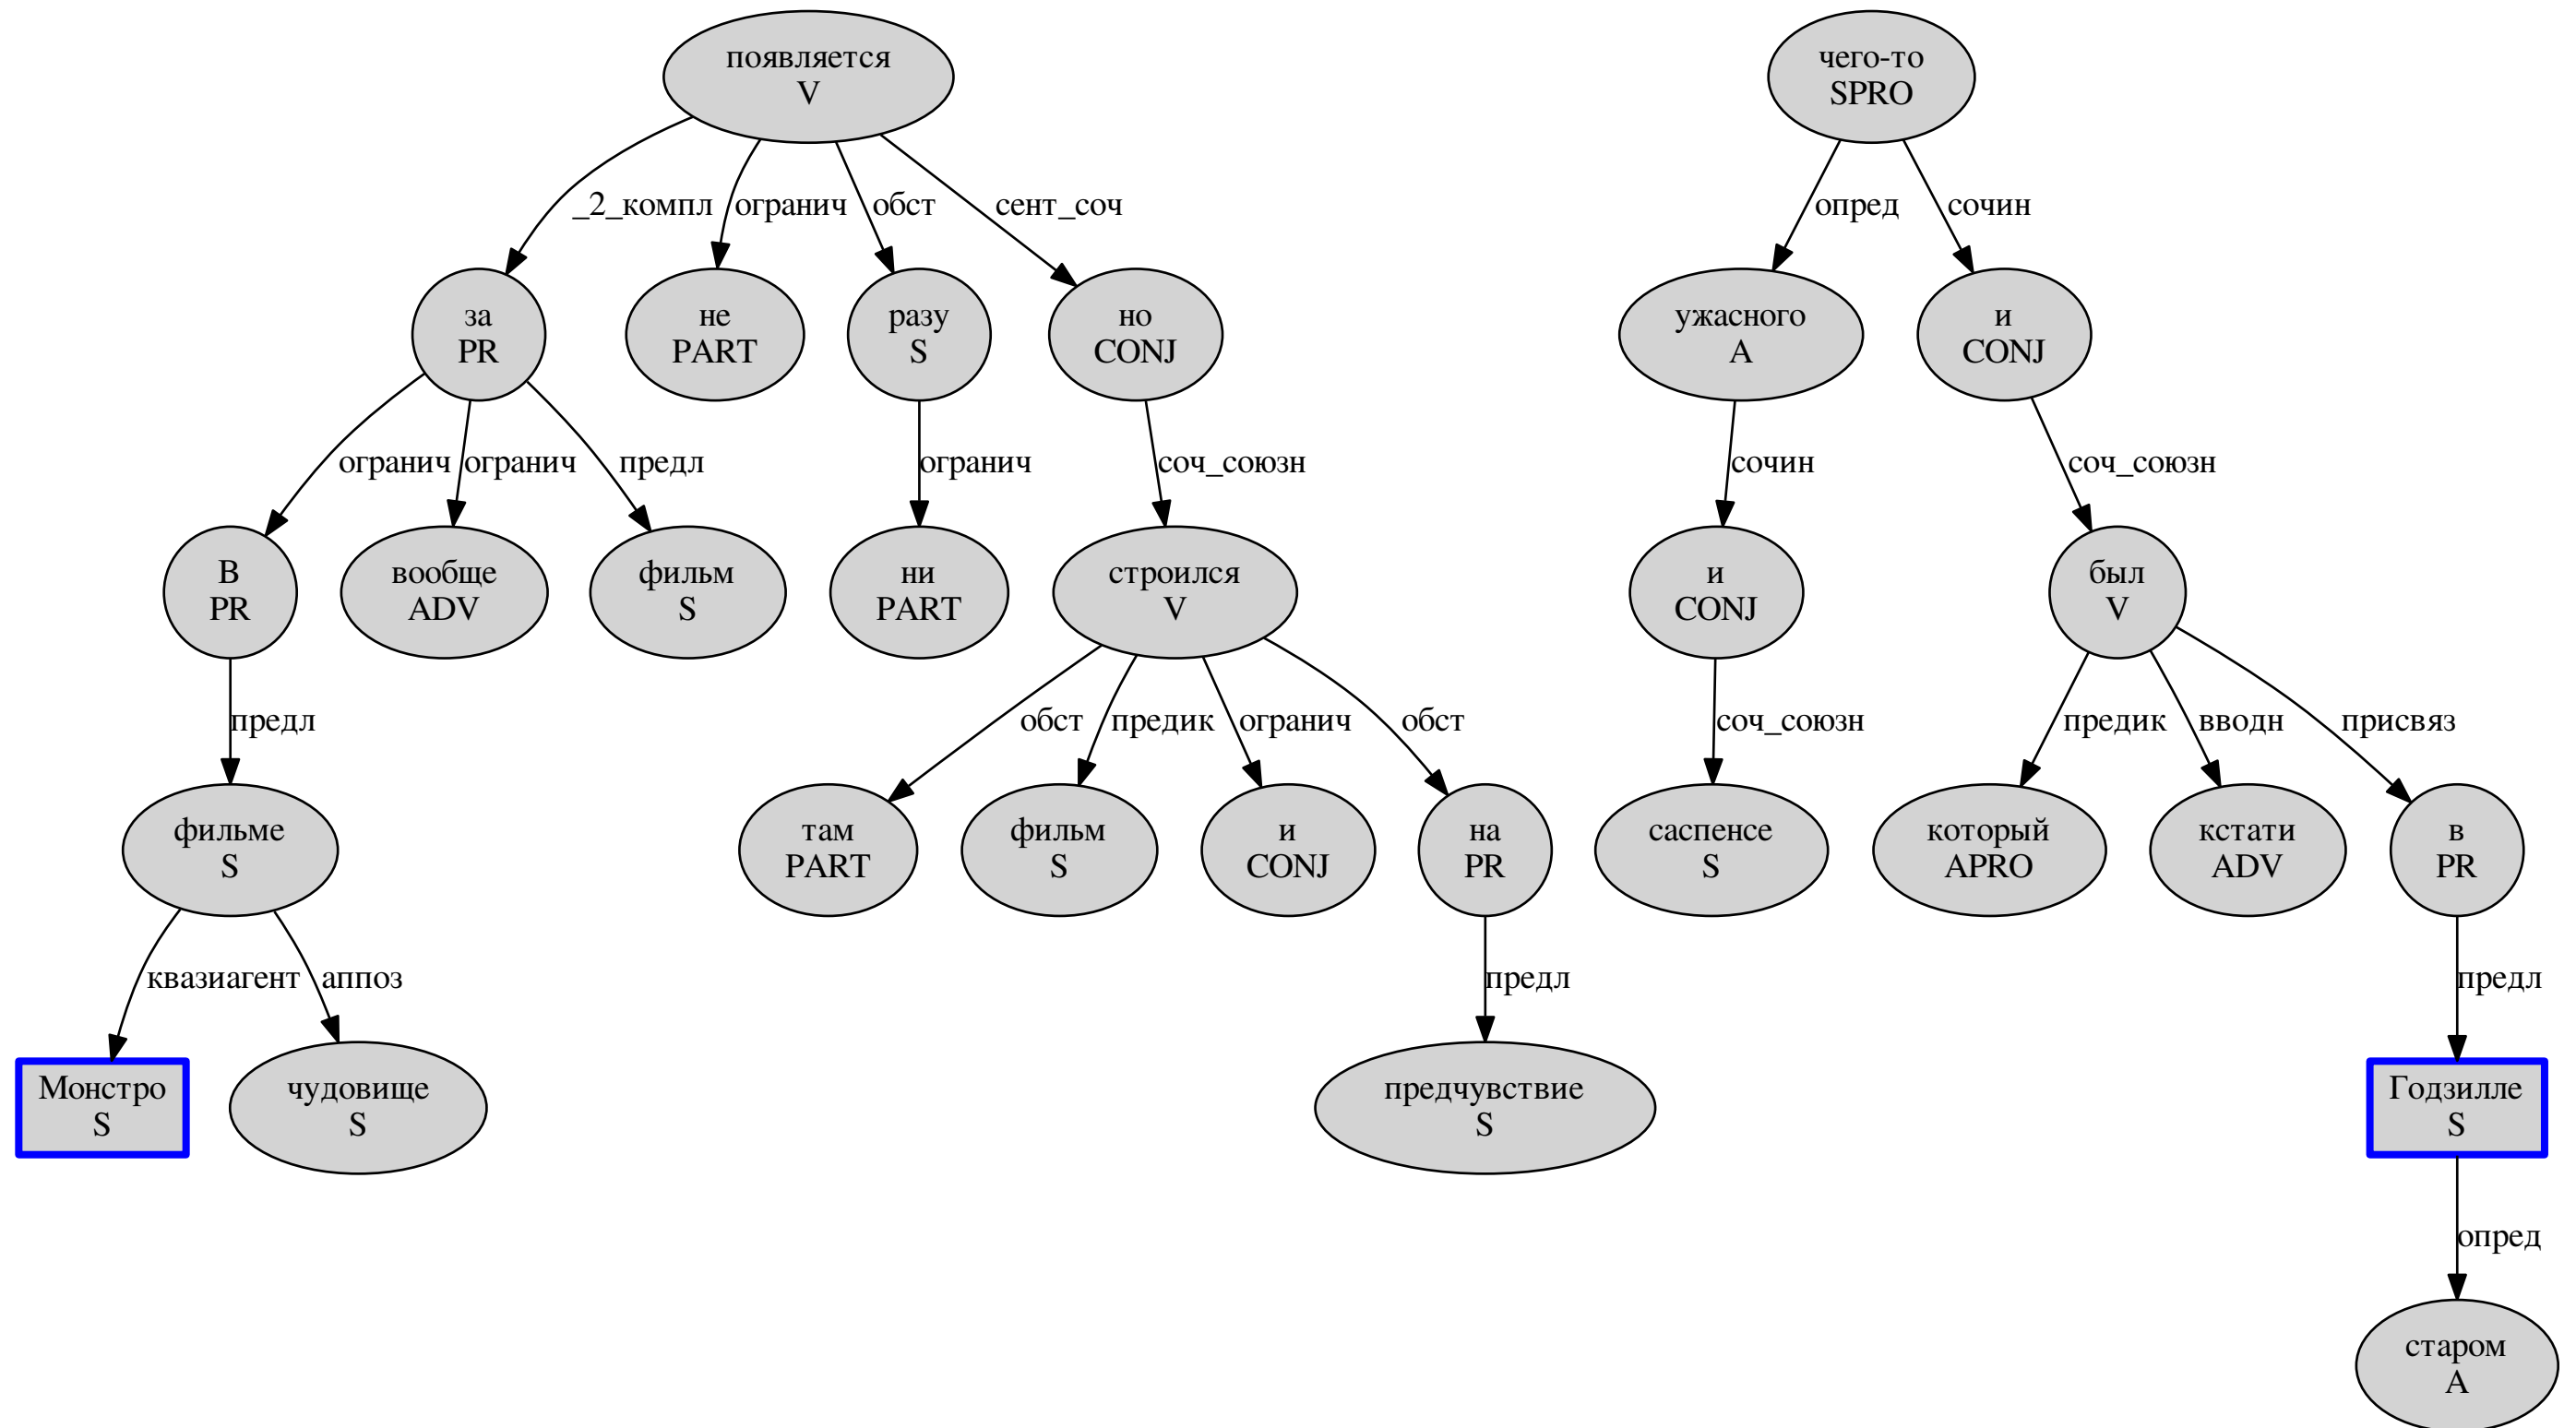 появляется
V
чего-то
SPRO
_2_компл
огранич
обст
сент_соч
опред
сочин
за
PR
не
PART
разу
S
но
CONJ
ужасного
A
и
CONJ
огранич
огранич
предл
огранич
соч_союзн
сочин
соч_союзн
В
PR
вообще
ADV
фильм
S
ни
PART
строился
V
и
CONJ
был
V
предл
обст
предик
огранич
обст
соч_союзн
предик
вводн
присвяз
фильме
S
там
PART
фильм
S
и
CONJ
на
PR
саспенсе
S
который
APRO
кстати
ADV
в
PR
квазиагент
аппоз
предл
предл
Монстро
S
чудовище
S
предчувствие
S
Годзилле
S
опред
старом
A